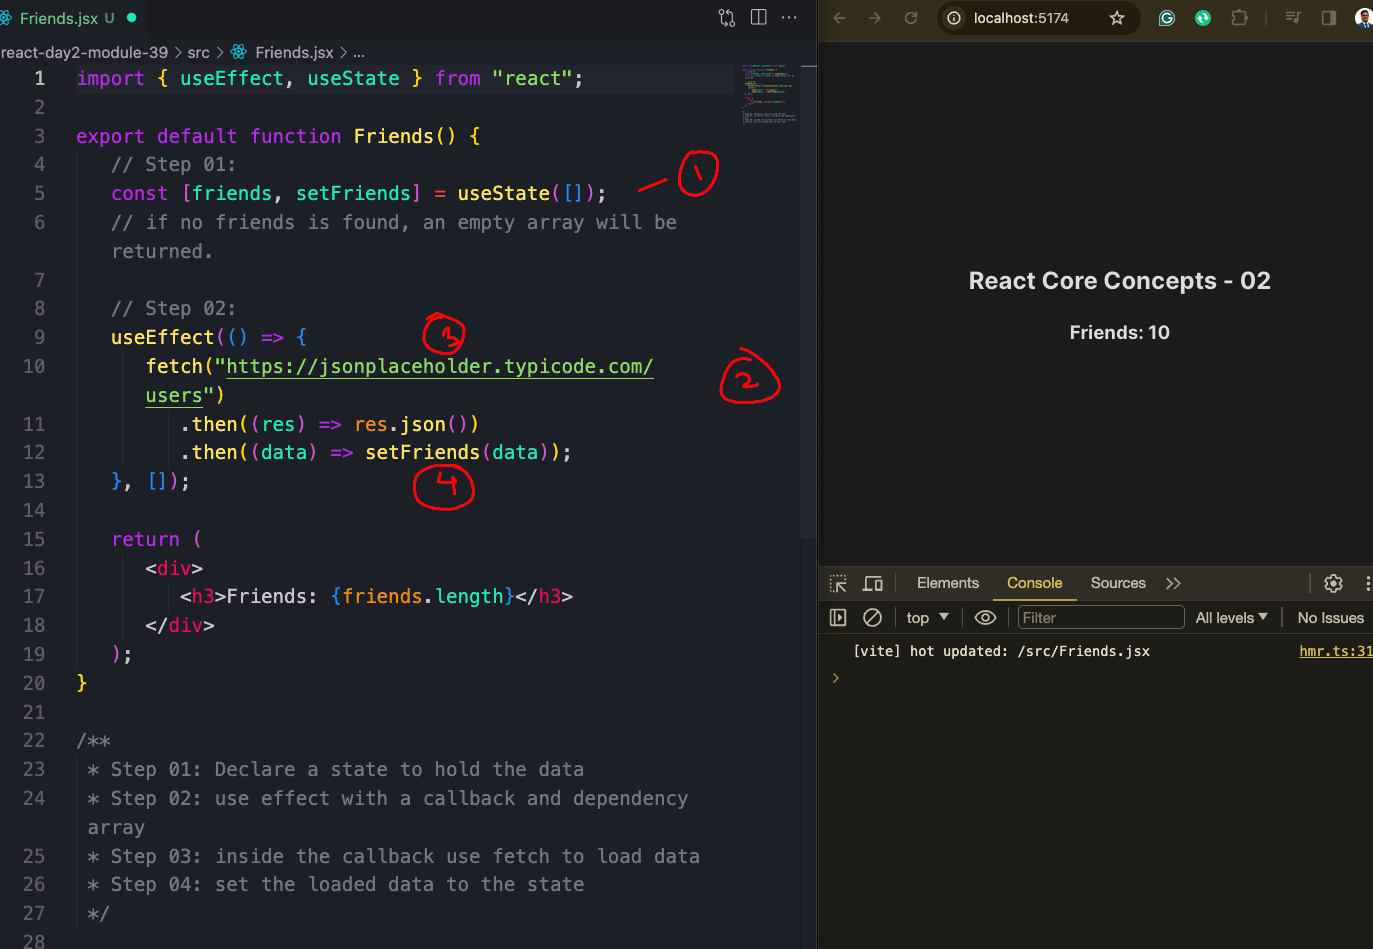 Friends.jsx U
react-day2-module-39 > src > Friends.jsx > ...
1 import { useEffect, useState } from "react";
2
3 export default function Friends() {
4 // Step 01:
5 const [friends, setFriends] = useState([]);
1
6 // if no friends is found, an empty array will be
returned.
7
8 // Step 02:
9 useEffect(() => {
3
10 fetch("https://jsonplaceholder.typicode.com/
users")
2
11 .then((res) => res.json())
12 .then((data) => setFriends(data));
13 }, []);
4
14
15 return (
16 <div>
17 <h3>Friends: {friends.length}</h3>
18 </div>
19 );
20 }
21
22 /**
23 * Step 01: Declare a state to hold the data
24 * Step 02: use effect with a callback and dependency
array
25 * Step 03: inside the callback use fetch to load data
26 * Step 04: set the loaded data to the state
27 */
28
localhost:5174
React Core Concepts - 02
Friends: 10
Elements Console Sources
top Filter All levels No Issues
[vite] hot updated: /src/Friends.jsx hmr.ts:31